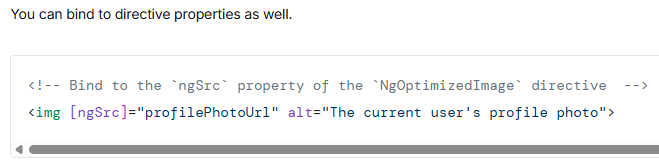 You can bind to directive properties as well.
<!-- Bind to the `ngSrc` property of the `NgOptimizedImage` directive  -->
<img [ngSrc]="profilePhotoUrl" alt="The current user's profile photo">